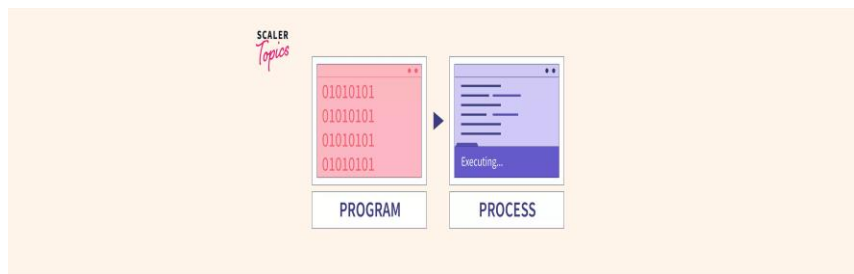 SCALER
Topics
01010101
01010101
01010101
01010101
Executing...
PROGRAM
PROCESS